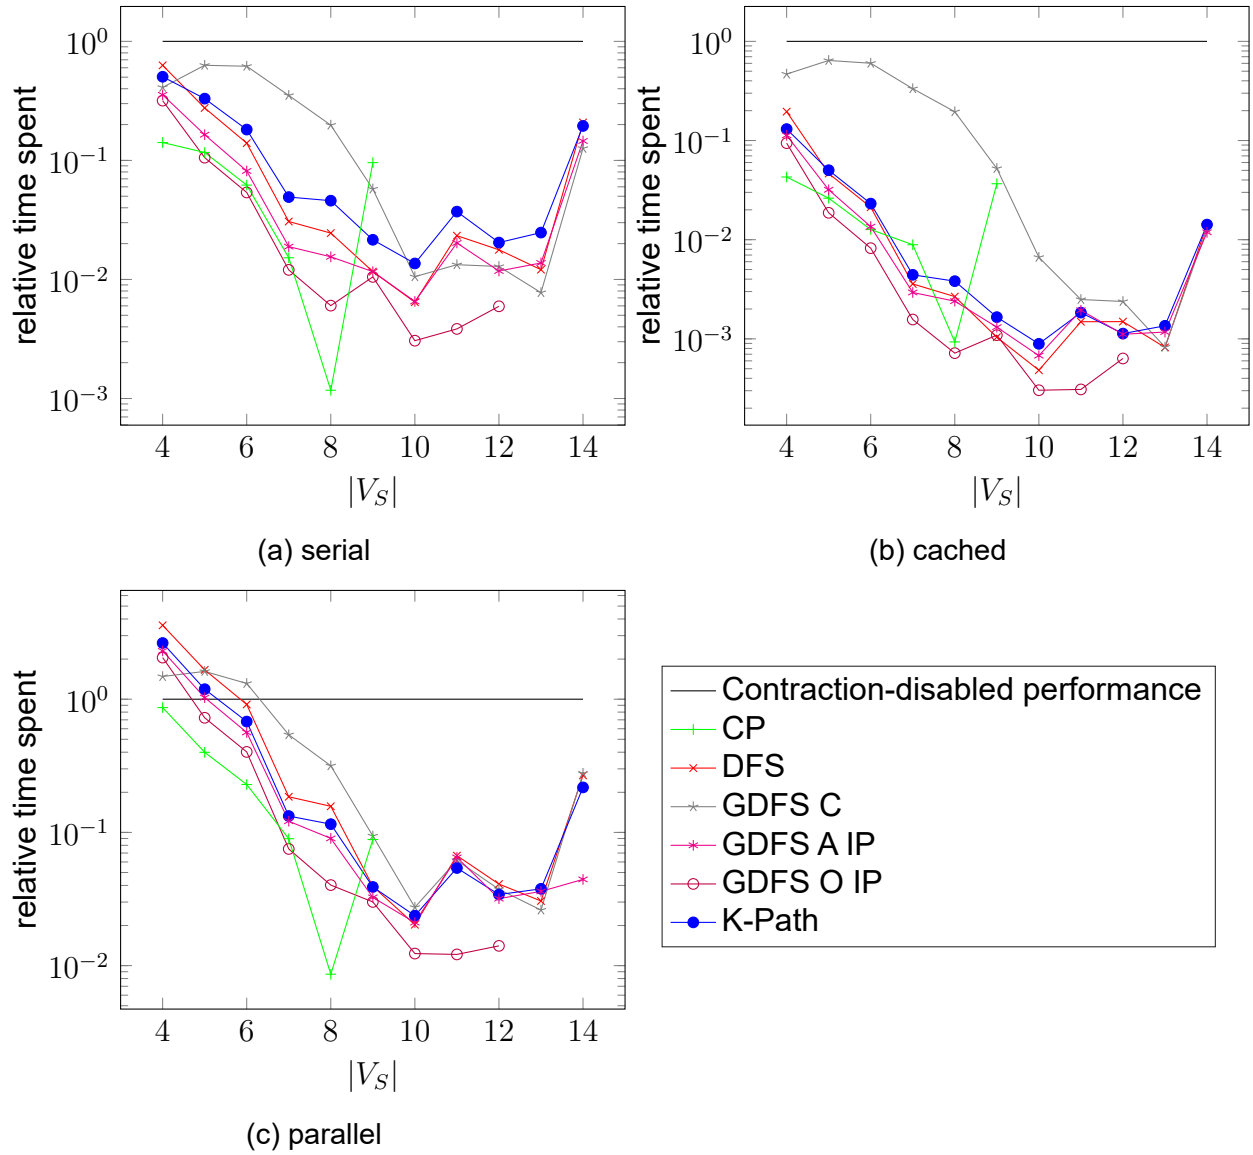 10^0
10^{-1}
10^{-2}
10^{-3}
relative time spent
4 6 8 10 12 14
|V_S|
(a) serial
10^0
10^{-1}
10^{-2}
10^{-3}
relative time spent
4 6 8 10 12 14
|V_S|
(b) cached
10^0
10^{-1}
10^{-2}
relative time spent
4 6 8 10 12 14
|V_S|
(c) parallel
Contraction-disabled performance
CP
DFS
GDFS C
GDFS A IP
GDFS O IP
K-Path